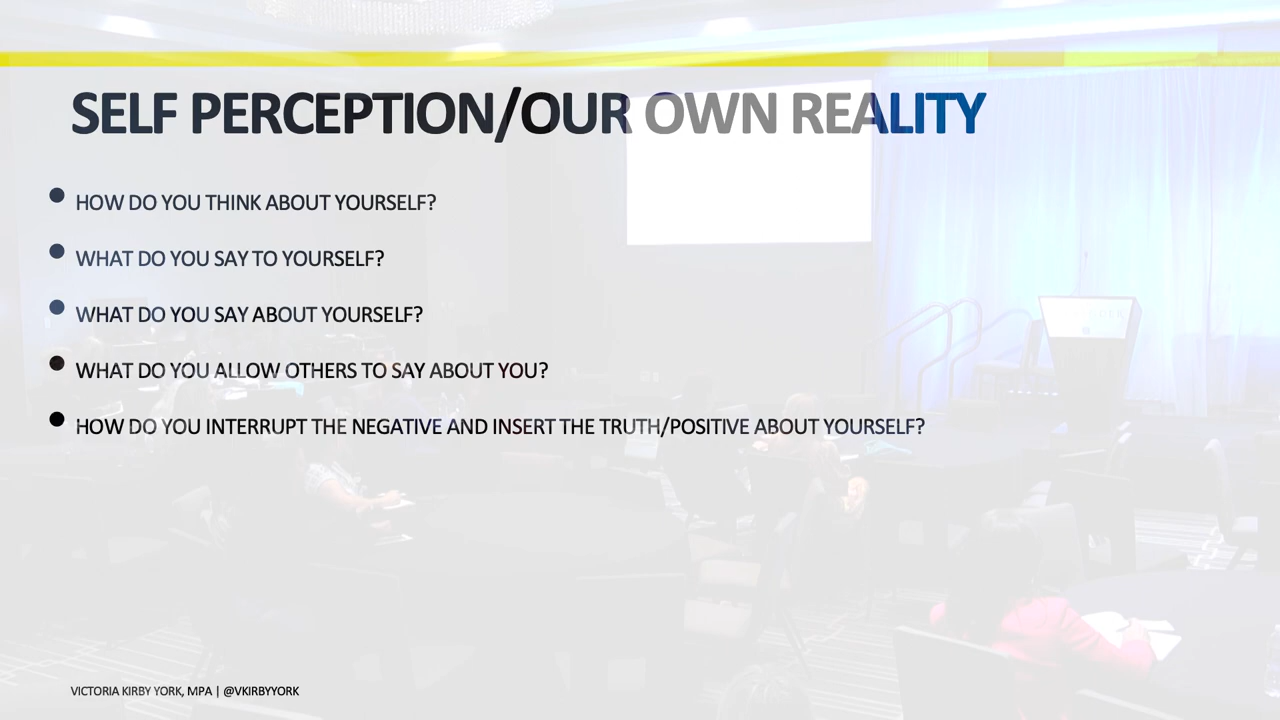 SELF PERCEPTION/OUR OWN REALITY
HOW DO YOU THINK ABOUT YOURSELF?
WHAT DO YOU SAY TO YOURSELF?
WHAT DO YOU SAY ABOUT YOURSELF?
WHAT DO YOU ALLOW OTHERS TO SAY ABOUT YOU?
HOW DO YOU INTERRUPT THE NEGATIVE AND INSERT THE TRUTH/POSITIVE ABOUT YOURSELF?
VICTORIA KIRBY YORK, MPA | @VKIRBYYORK